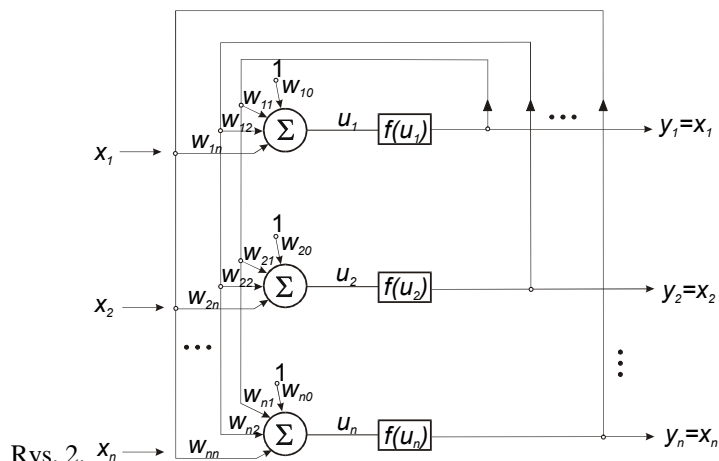 1
w10
w11
w12
w1n
Σ
u1
f(u1)
y1=x1
x1
1
w20
w21
w22
w2n
Σ
u2
f(u2)
y2=x2
x2
1
wn0
wn1
wn2
wnn
Σ
un
f(un)
yn=xn
Rys. 2. xn